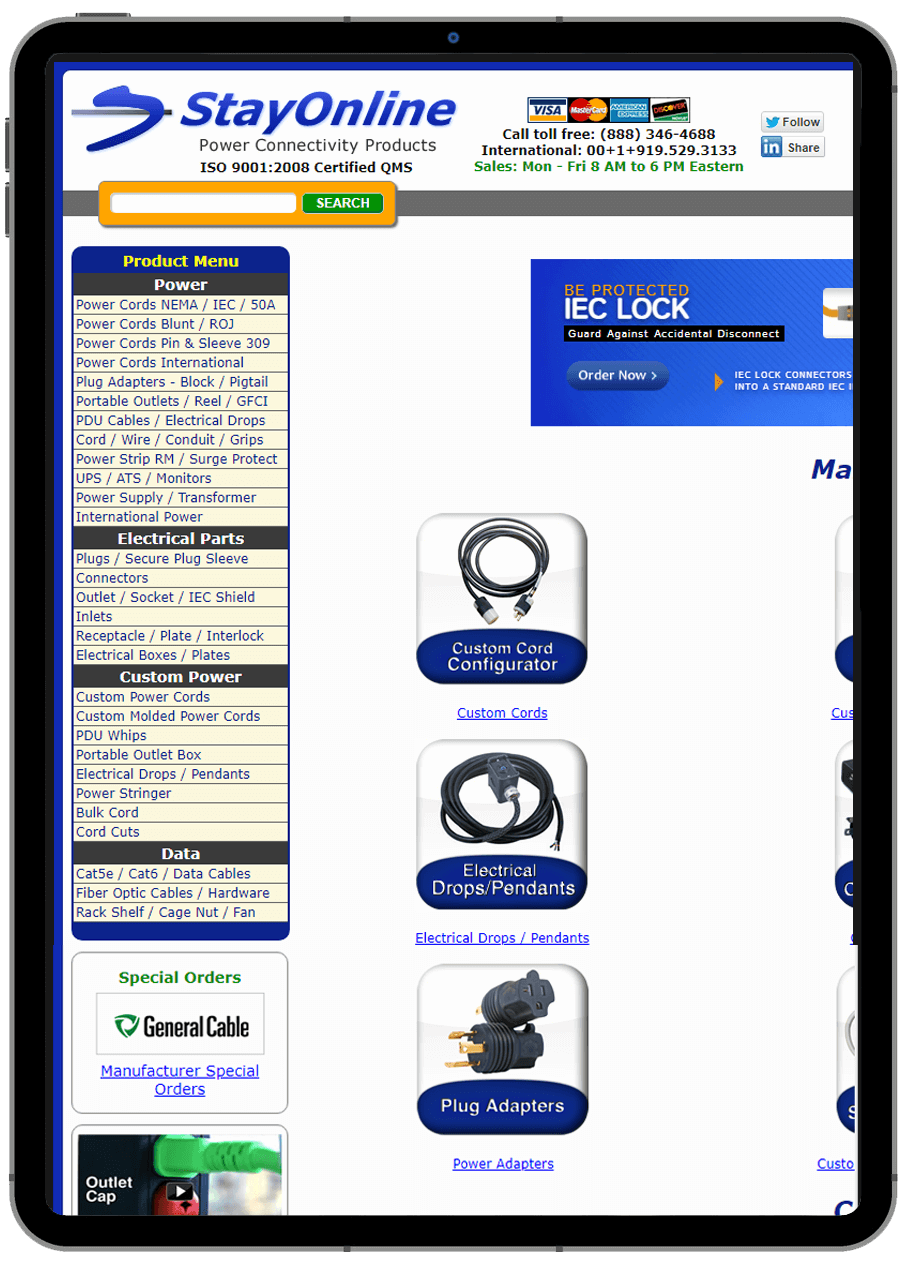 StayOnline
Power Connectivity Products
ISO 9001:2008 Certified QMS
VISA MasterCard AMERICAN EXPRESS DISCOVER
Call toll free: (888) 346-4688
International: 00+1+919.529.3133
Sales: Mon - Fri 8 AM to 6 PM Eastern
Follow
in Share
SEARCH
Product Menu
Power
Power Cords NEMA / IEC / 50A
Power Cords Blunt / ROJ
Power Cords Pin & Sleeve 309
Power Cords International
Plug Adapters - Block / Pigtail
Portable Outlets / Reel / GFCI
PDU Cables / Electrical Drops
Cord / Wire / Conduit / Grips
Power Strip RM / Surge Protect
UPS / ATS / Monitors
Power Supply / Transformer
International Power
Electrical Parts
Plugs / Secure Plug Sleeve
Connectors
Outlet / Socket / IEC Shield
Inlets
Receptacle / Plate / Interlock
Electrical Boxes / Plates
Custom Power
Custom Power Cords
Custom Molded Power Cords
PDU Whips
Portable Outlet Box
Electrical Drops / Pendants
Power Stringer
Bulk Cord
Cord Cuts
Data
Cat5e / Cat6 / Data Cables
Fiber Optic Cables / Hardware
Rack Shelf / Cage Nut / Fan
Special Orders
General Cable
Manufacturer Special
Orders
Outlet
Cap
BE PROTECTED
IEC LOCK
Guard Against Accidental Disconnect
Order Now >
IEC LOCK CONNECTORS
INTO A STANDARD IEC
Ma
Custom Cord
Configurator
Custom Cords
Cus
Electrical
Drops/Pendants
Electrical Drops / Pendants
Plug Adapters
Power Adapters
Custo